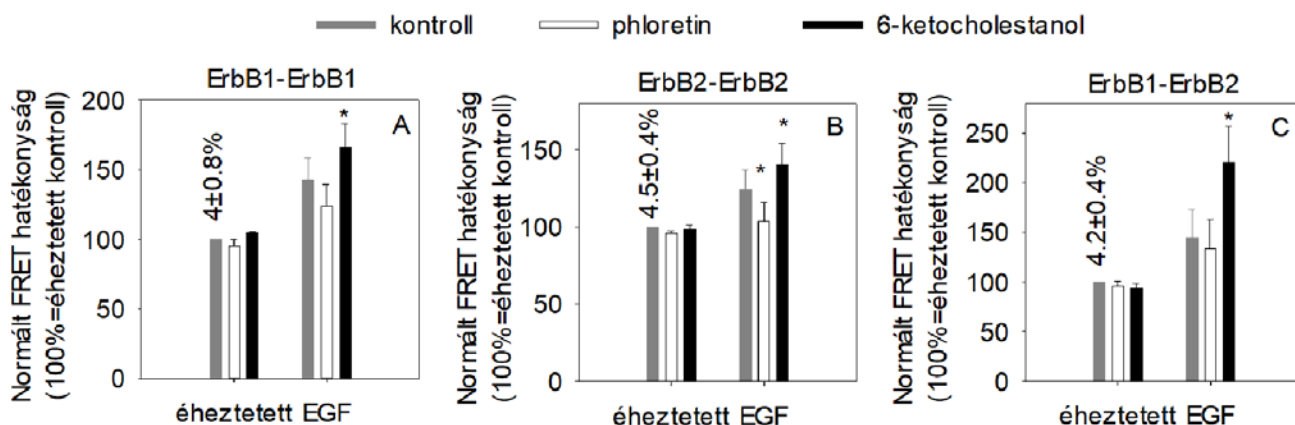 kontroll phloretin 6-ketocholestanol
ErbB1-ErbB1
Normált FRET hatékonyság
(100%=éheztetett kontroll)
200
150
100
50
0
4±0.8%
*
A
éheztetett EGF
ErbB2-ErbB2
Normált FRET hatékonyság
(100%=éheztetett kontroll)
150
100
50
0
4.5±0.4%
*
*
B
éheztetett EGF
ErbB1-ErbB2
Normált FRET hatékonyság
(100%=éheztetett kontroll)
250
200
150
100
50
0
4.2±0.4%
*
C
éheztetett EGF